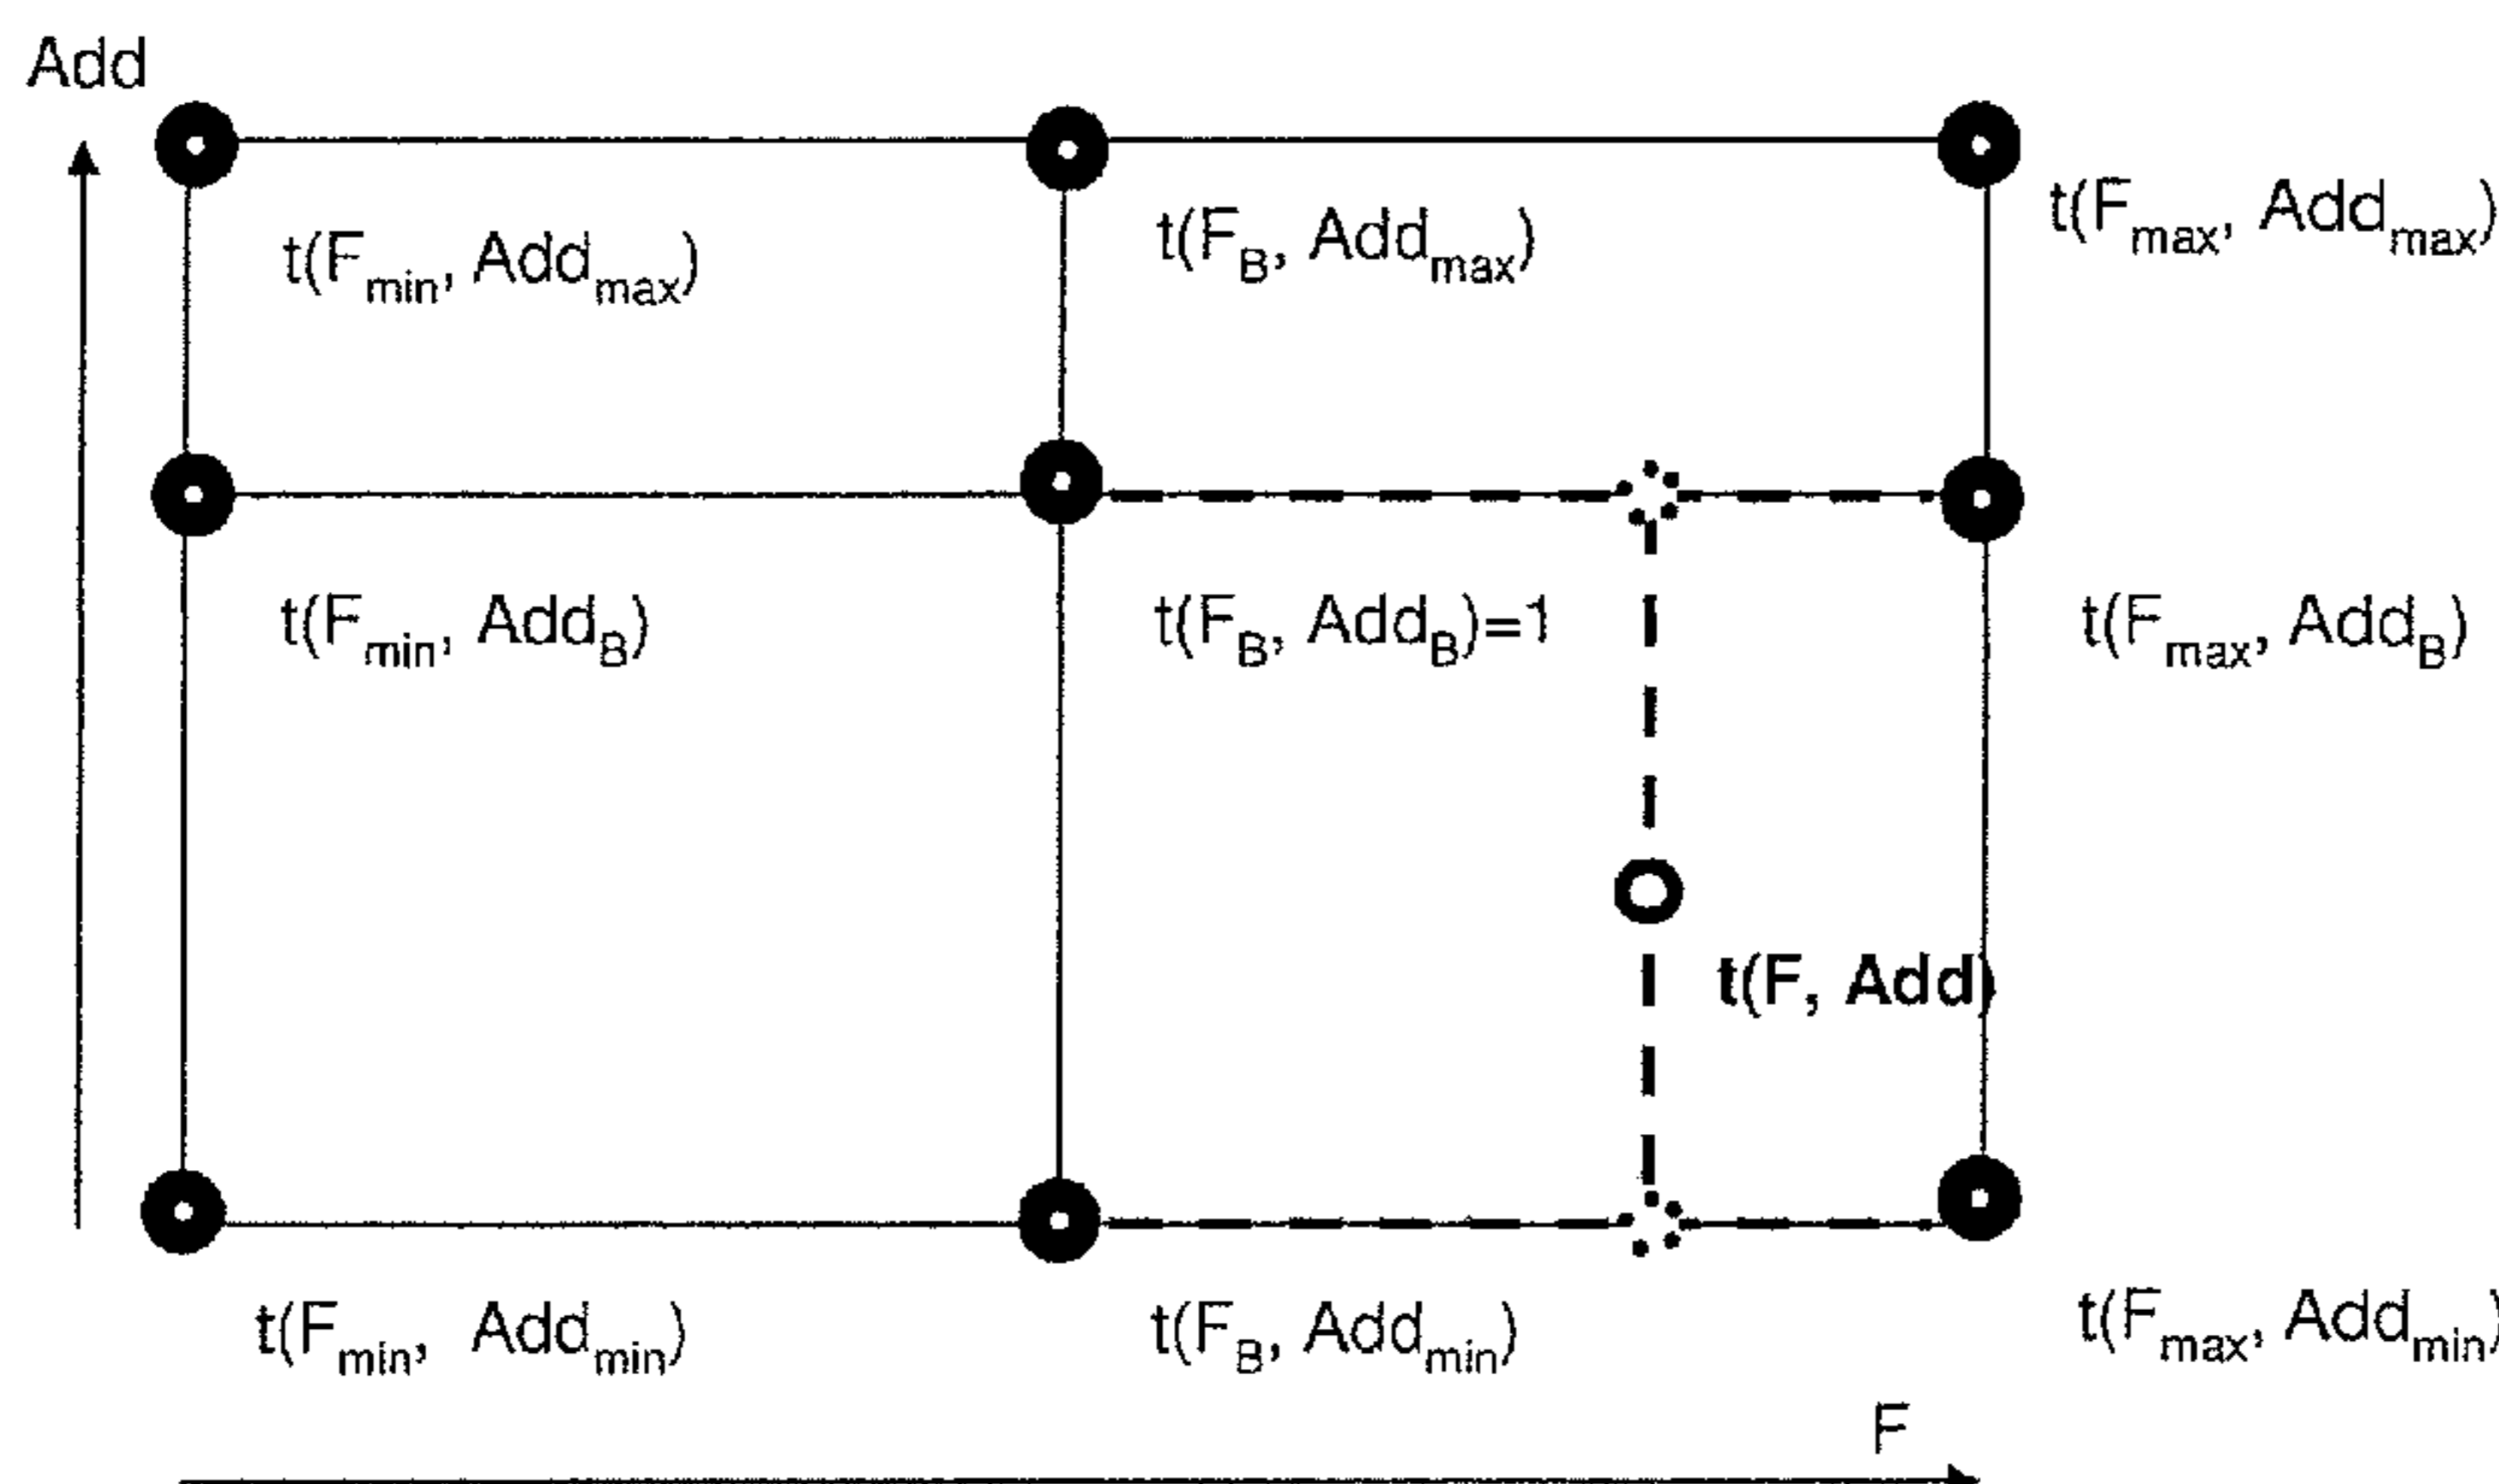 Add
t(Fmin, Addmax) t(FB, Addmax) t(Fmax, Addmax)
t(Fmin, AddB) t(FB, AddB)=1 t(Fmax, AddB)
t(F, Add)
t(Fmin, Addmin) t(FB, Addmin) t(Fmax, Addmin)
F